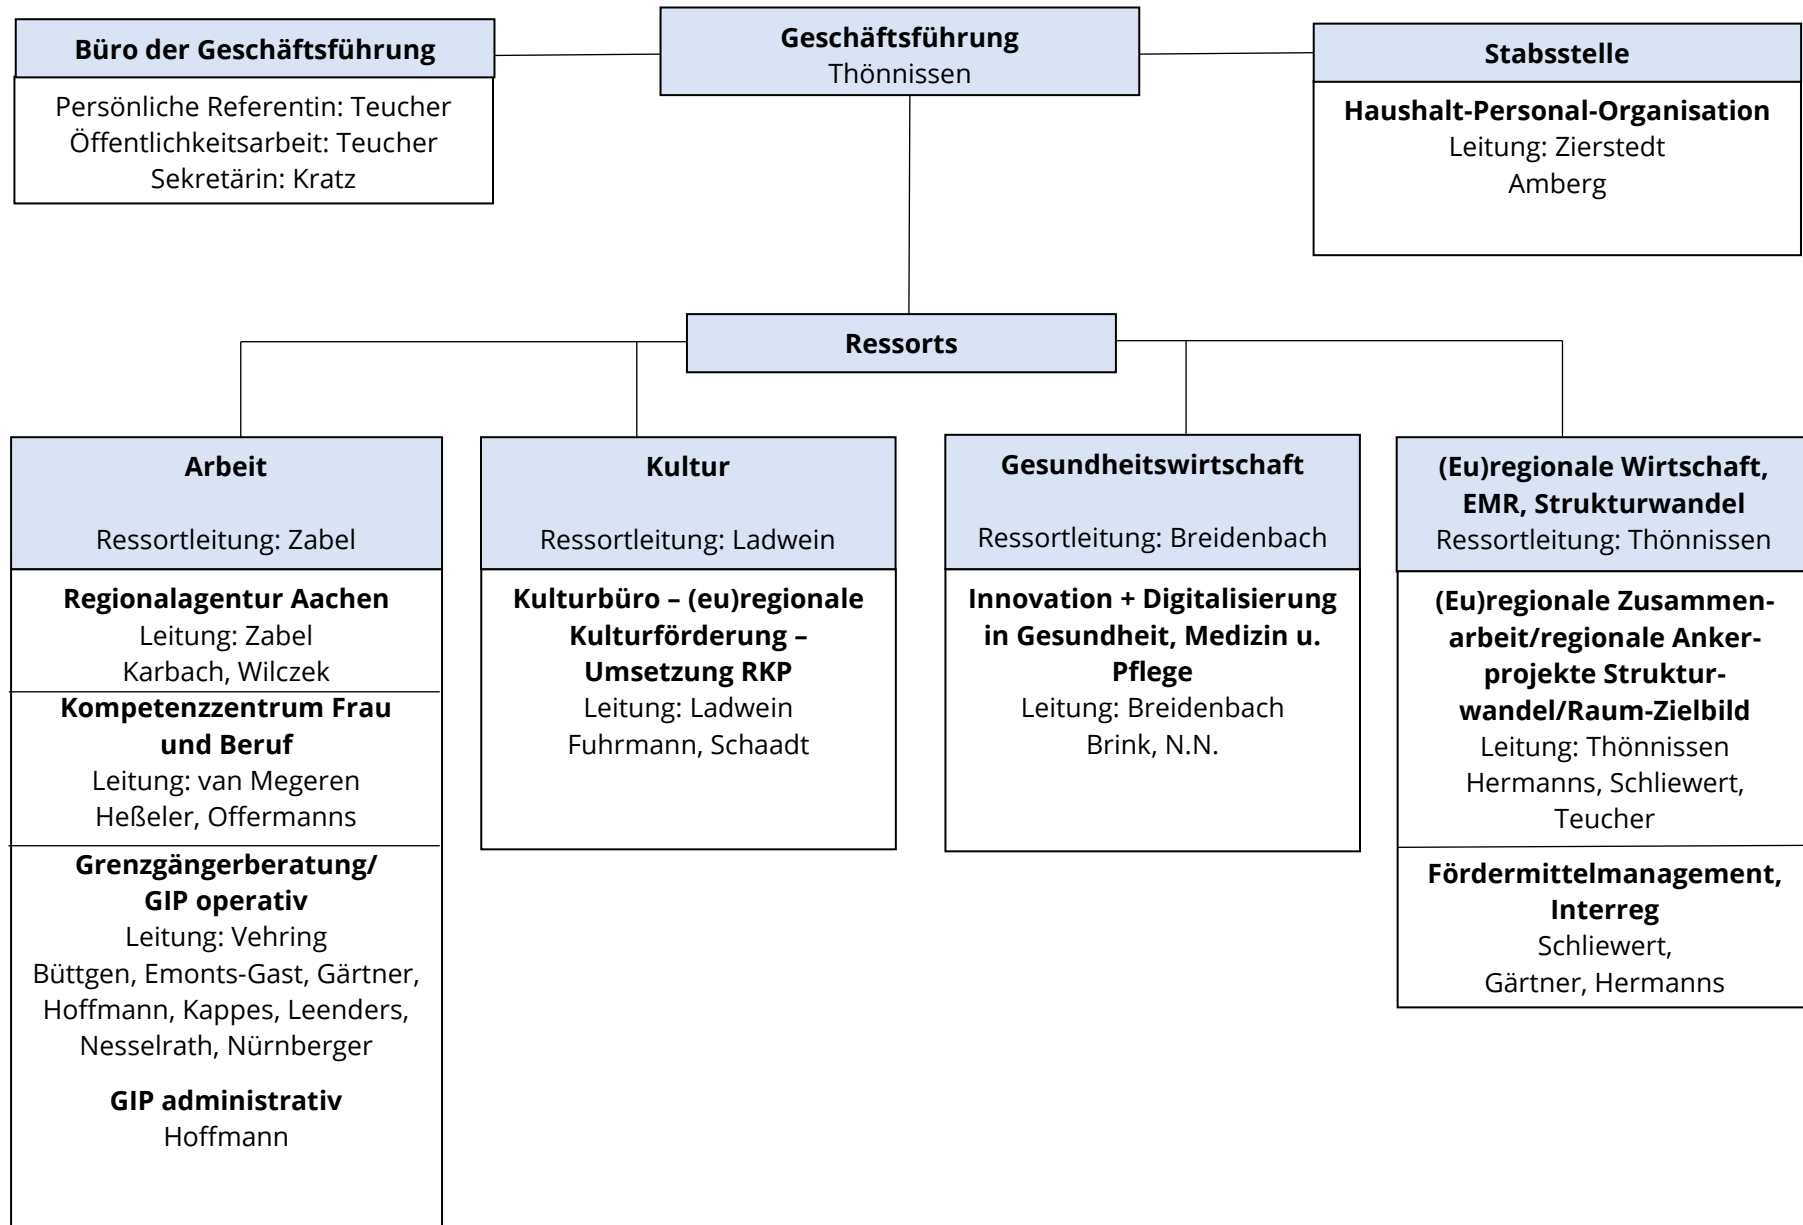 Büro der Geschäftsführung
Persönliche Referentin: Teucher
Öffentlichkeitsarbeit: Teucher
Sekretärin: Kratz
Geschäftsführung
Thönnissen
Stabsstelle
Haushalt-Personal-Organisation
Leitung: Zierstedt
Amberg
Ressorts
Arbeit
Ressortleitung: Zabel
Regionalagentur Aachen
Leitung: Zabel
Karbach, Wilczek
Kompetenzzentrum Frau
und Beruf
Leitung: van Megeren
Heßeler, Offermanns
Grenzgängerberatung/
GIP operativ
Leitung: Vehring
Büttgen, Emonts-Gast, Gärtner,
Hoffmann, Kappes, Leenders,
Nesselrath, Nürnberger
GIP administrativ
Hoffmann
Kultur
Ressortleitung: Ladwein
Kulturbüro – (eu)regionale
Kulturförderung –
Umsetzung RKP
Leitung: Ladwein
Fuhrmann, Schaadt
Gesundheitswirtschaft
Ressortleitung: Breidenbach
Innovation + Digitalisierung
in Gesundheit, Medizin u.
Pflege
Leitung: Breidenbach
Brink, N.N.
(Eu)regionale Wirtschaft,
EMR, Strukturwandel
Ressortleitung: Thönnissen
(Eu)regionale Zusammen-
arbeit/regionale Anker-
projekte Struktur-
wandel/Raum-Zielbild
Leitung: Thönnissen
Hermanns, Schliewert,
Teucher
Fördermittelmanagement,
Interreg
Schliewert,
Gärtner, Hermanns